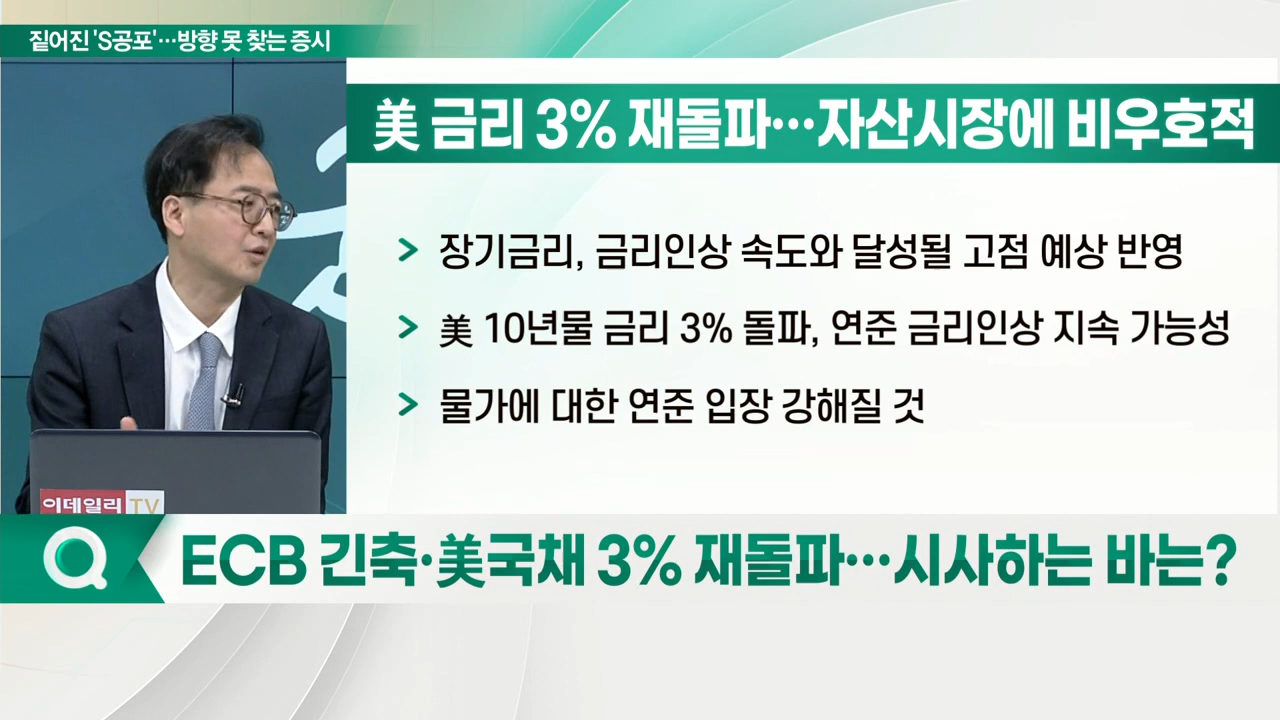 짙어진 'S공포'…방향 못 찾는 증시
美 금리 3% 재돌파…자산시장에 비우호적
> 장기금리, 금리인상 속도와 달성될 고점 예상 반영
> 美 10년물 금리 3% 돌파, 연준 금리인상 지속 가능성
> 물가에 대한 연준 입장 강해질 것
이데일리TV
Q ECB 긴축·美국채 3% 재돌파…시사하는 바는?